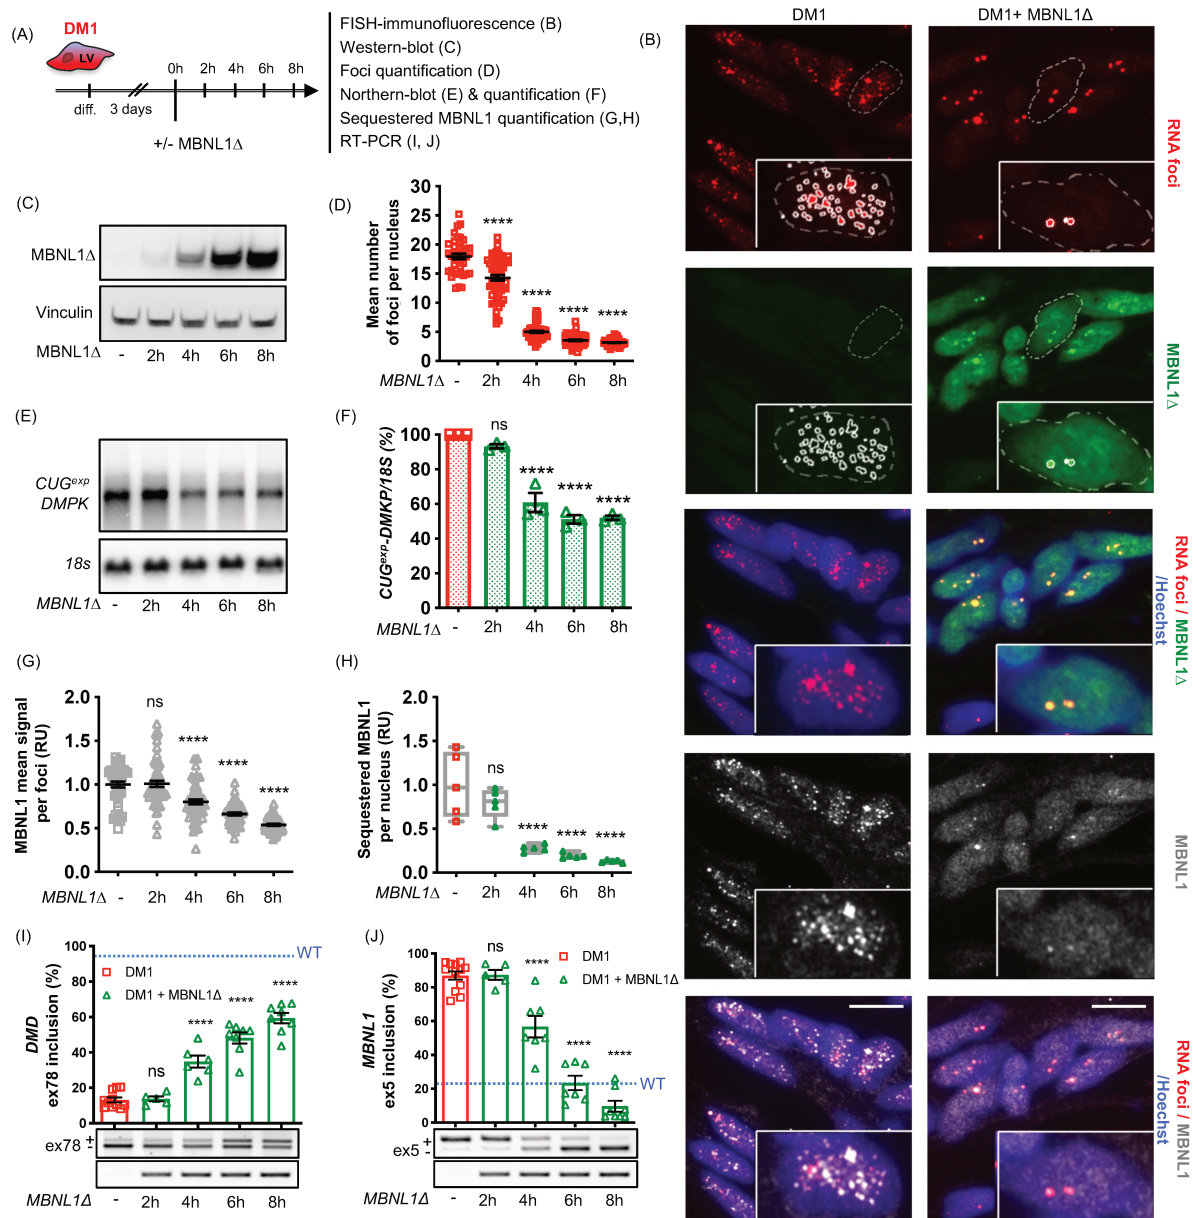 (A)
DM1
LV
0h 2h 4h 6h 8h
diff. 3 days
+/- MBNL1Δ
FISH-immunofluorescence (B)
Western-blot (C)
Foci quantification (D)
Northern-blot (E) & quantification (F)
Sequestered MBNL1 quantification (G,H)
RT-PCR (I, J)
(B)
DM1 DM1+ MBNL1Δ
RNA foci
MBNL1Δ
RNA foci / MBNL1Δ
/Hoechst
MBNL1
RNA foci / MBNL1
/Hoechst
(C)
MBNL1Δ
Vinculin
MBNL1Δ - 2h 4h 6h 8h
(D)
Mean number
of foci per nucleus
30
25
20
15
10
5
0
****
**** **** ****
MBNL1Δ - 2h 4h 6h 8h
(E)
CUGexp
DMPK
18s
MBNL1Δ - 2h 4h 6h 8h
(F)
CUGexp-DMKP/18S (%)
100
80
60
40
20
0
ns
**** **** ****
MBNL1Δ - 2h 4h 6h 8h
(G)
MBNL1 mean signal
per foci (RU)
2.0
1.5
1.0
0.5
0.0
ns
**** **** ****
MBNL1Δ - 2h 4h 6h 8h
(H)
Sequestered MBNL1
per nucleus (RU)
2.0
1.5
1.0
0.5
0.0
ns
**** **** ****
MBNL1Δ - 2h 4h 6h 8h
(I)
DMD
ex78 inclusion (%)
100
80
60
40
20
0
WT
DM1
DM1 + MBNL1Δ
ns **** **** ****
ex78 + -
MBNL1Δ - 2h 4h 6h 8h
(J)
MBNL1
ex5 inclusion (%)
100
80
60
40
20
0
ns **** **** ****
DM1
DM1 + MBNL1Δ
WT
ex5 + -
MBNL1Δ - 2h 4h 6h 8h